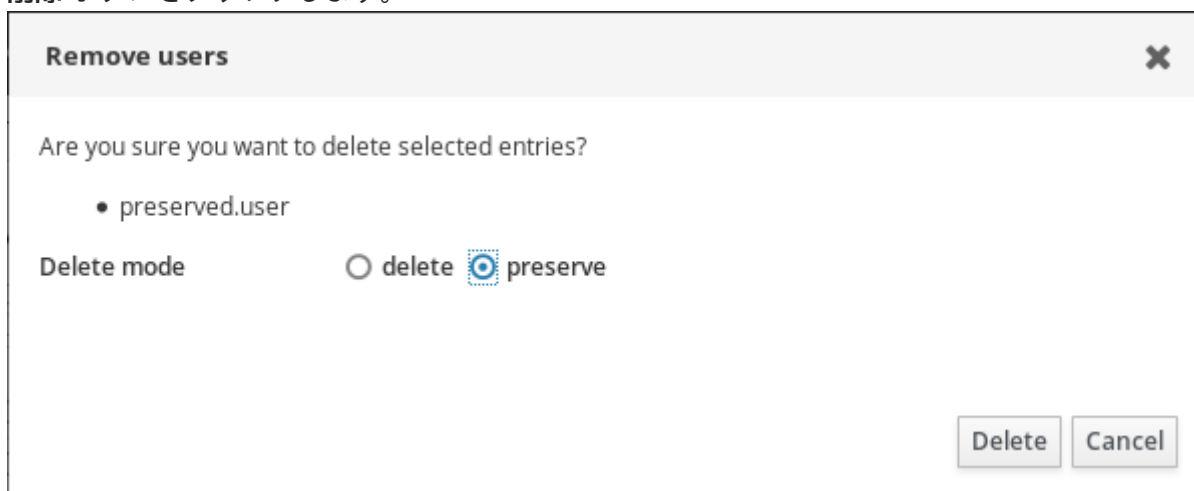 Remove users
Are you sure you want to delete selected entries?
• preserved.user
Delete mode delete preserve
Delete Cancel